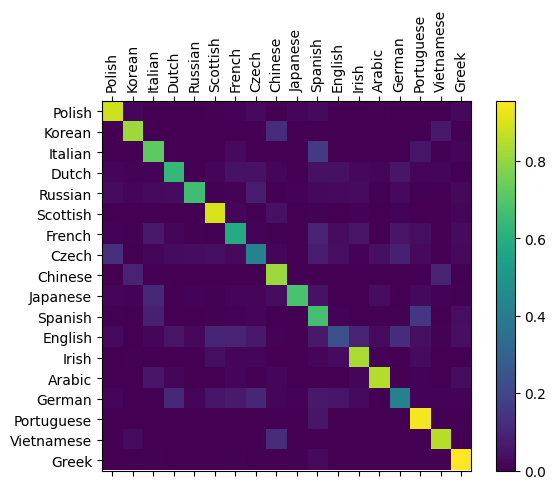 Polish Korean Italian Dutch Russian Scottish French Czech Chinese Japanese Spanish English Irish Arabic German Portuguese Vietnamese Greek
Polish
Korean
Italian
Dutch
Russian
Scottish
French
Czech
Chinese
Japanese
Spanish
English
Irish
Arabic
German
Portuguese
Vietnamese
Greek
0.8
0.6
0.4
0.2
0.0